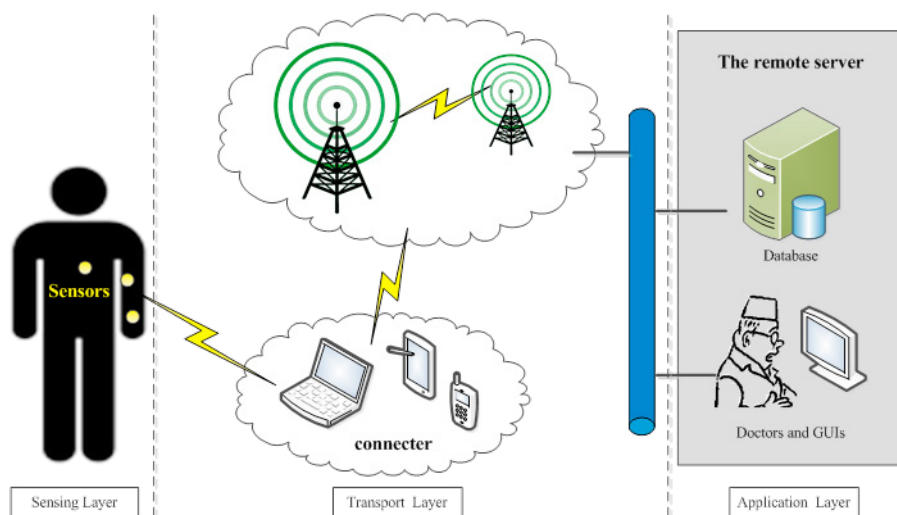 The remote server
Sensors
Database
connecter
Doctors and GUIs
Sensing Layer
Transport Layer
Application Layer